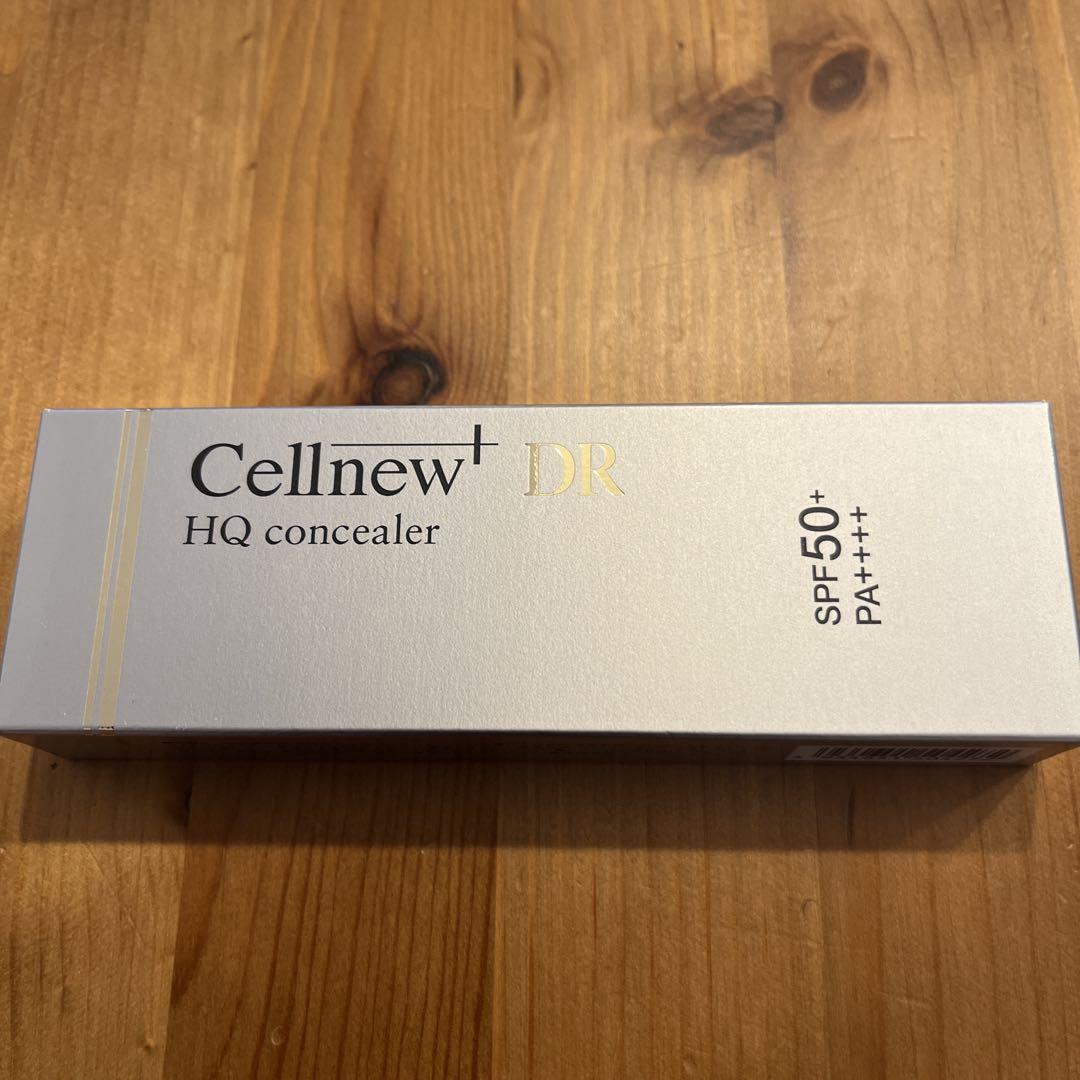 Cellnew+ DR
HQ concealer
SPF50+
PA++++